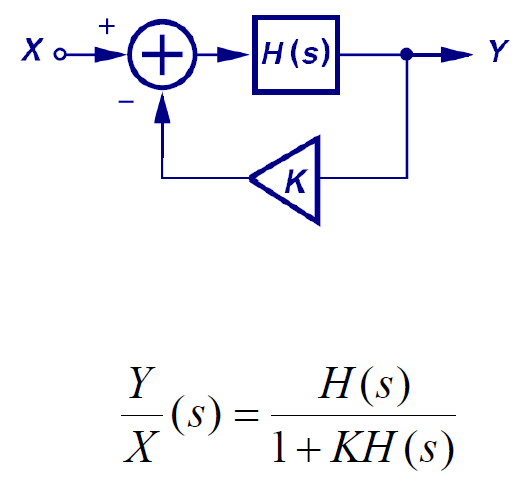 +
X + H(s) Y
−
K
Y/X (s) = H(s) / 1 + KH(s)